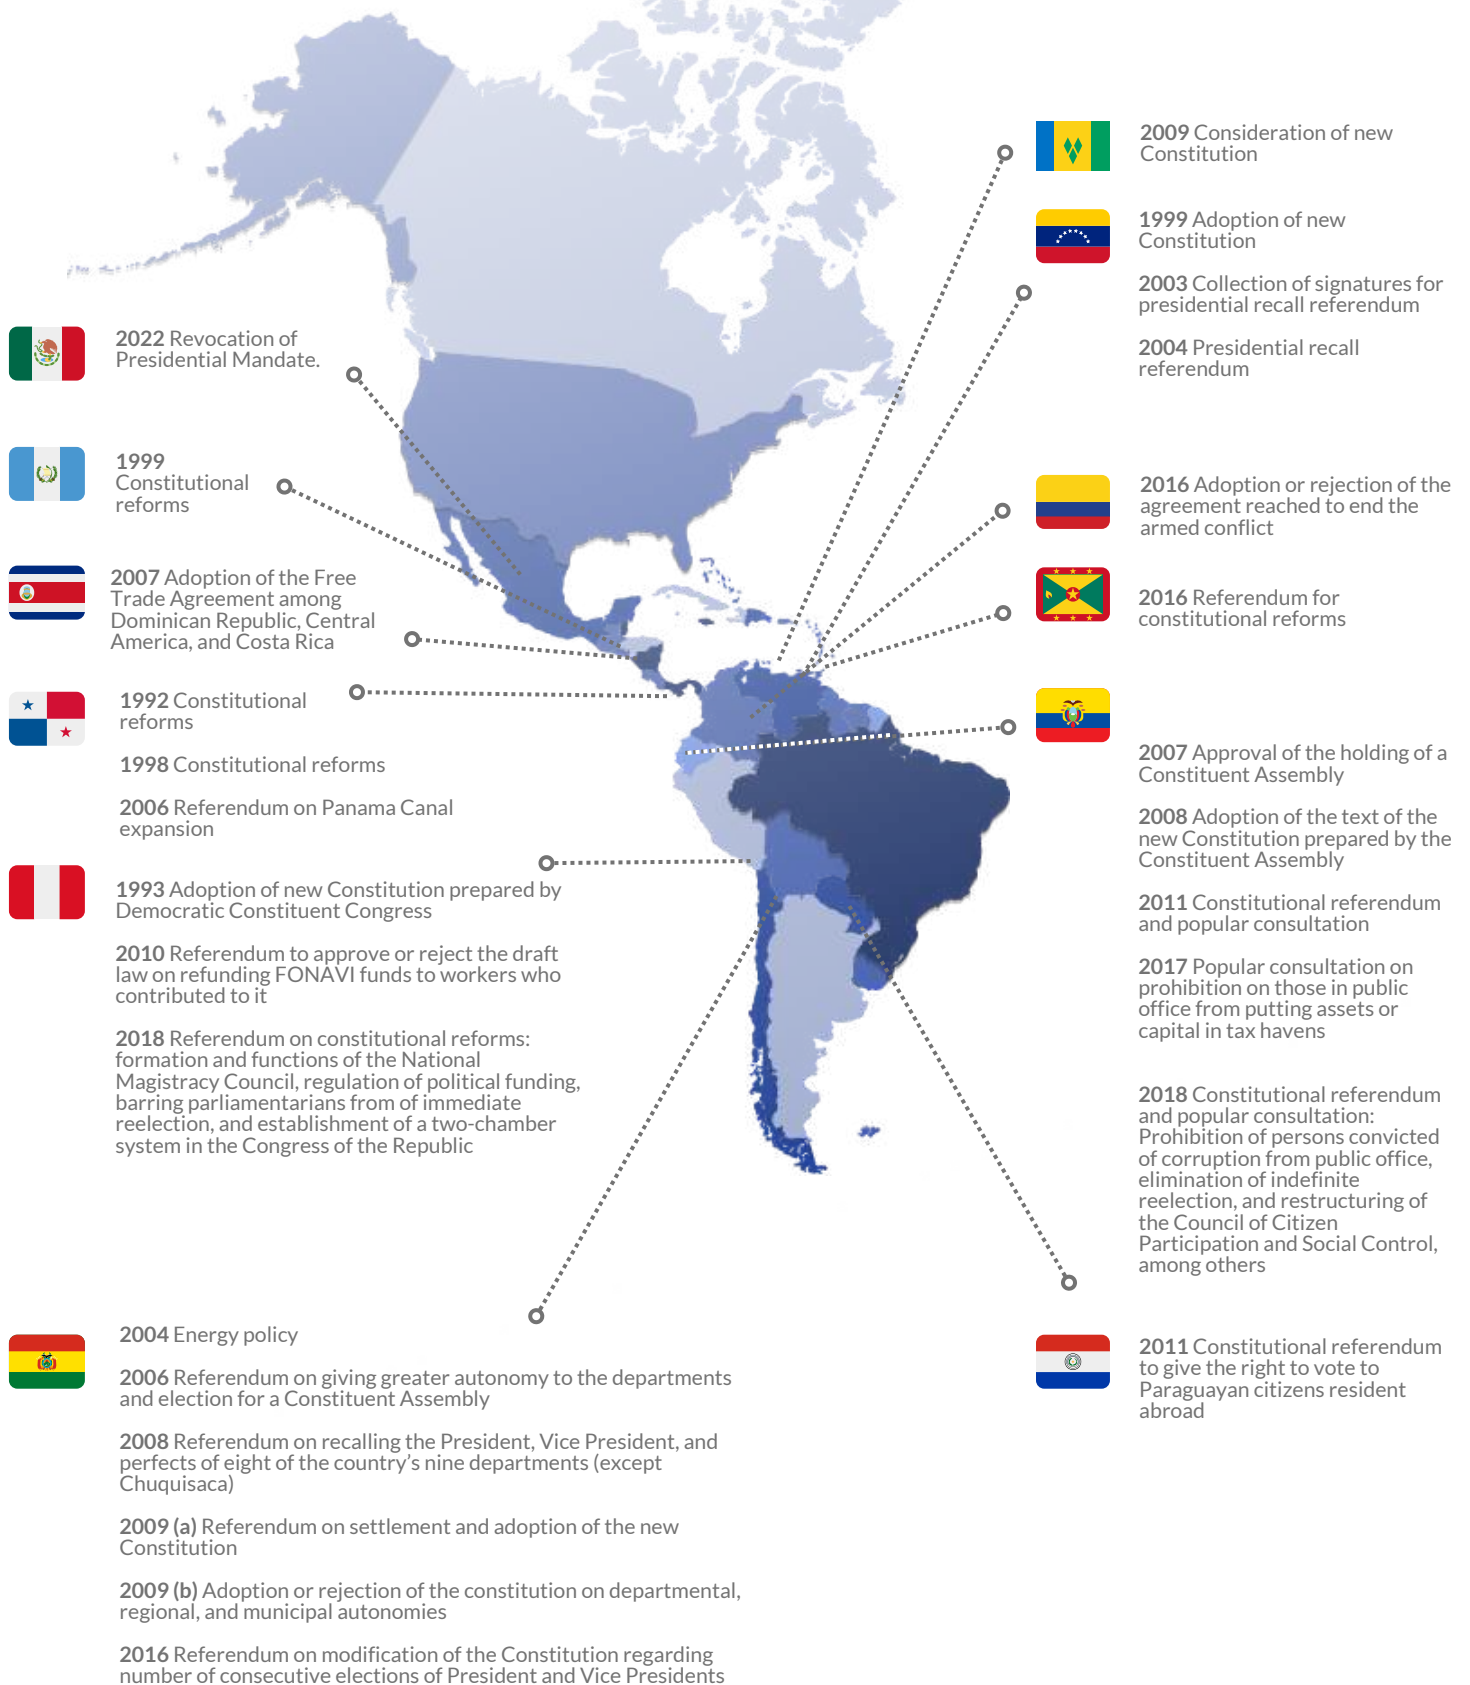 2022 Revocation of
Presidential Mandate.
1999
Constitutional
reforms
2007 Adoption of the Free
Trade Agreement among
Dominican Republic, Central
America, and Costa Rica
1992 Constitutional
reforms
1998 Constitutional reforms
2006 Referendum on Panama Canal
expansion
1993 Adoption of new Constitution prepared by
Democratic Constituent Congress
2010 Referendum to approve or reject the draft
law on refunding FONAVI funds to workers who
contributed to it
2018 Referendum on constitutional reforms:
formation and functions of the National
Magistracy Council, regulation of political funding,
barring parliamentarians from of immediate
reelection, and establishment of a two-chamber
system in the Congress of the Republic
2004 Energy policy
2006 Referendum on giving greater autonomy to the departments
and election for a Constituent Assembly
2008 Referendum on recalling the President, Vice President, and
perfects of eight of the country's nine departments (except
Chuquisaca)
2009 (a) Referendum on settlement and adoption of the new
Constitution
2009 (b) Adoption or rejection of the constitution on departmental,
regional, and municipal autonomies
2016 Referendum on modification of the Constitution regarding
number of consecutive elections of President and Vice Presidents
2009 Consideration of new
Constitution
1999 Adoption of new
Constitution
2003 Collection of signatures for
presidential recall referendum
2004 Presidential recall
referendum
2016 Adoption or rejection of the
agreement reached to end the
armed conflict
2016 Referendum for
constitutional reforms
2007 Approval of the holding of a
Constituent Assembly
2008 Adoption of the text of the
new Constitution prepared by the
Constituent Assembly
2011 Constitutional referendum
and popular consultation
2017 Popular consultation on
prohibition on those in public
office from putting assets or
capital in tax havens
2018 Constitutional referendum
and popular consultation:
Prohibition of persons convicted
of corruption from public office,
elimination of indefinite
reelection, and restructuring of
the Council of Citizen
Participation and Social Control,
among others
2011 Constitutional referendum
to give the right to vote to
Paraguayan citizens resident
abroad